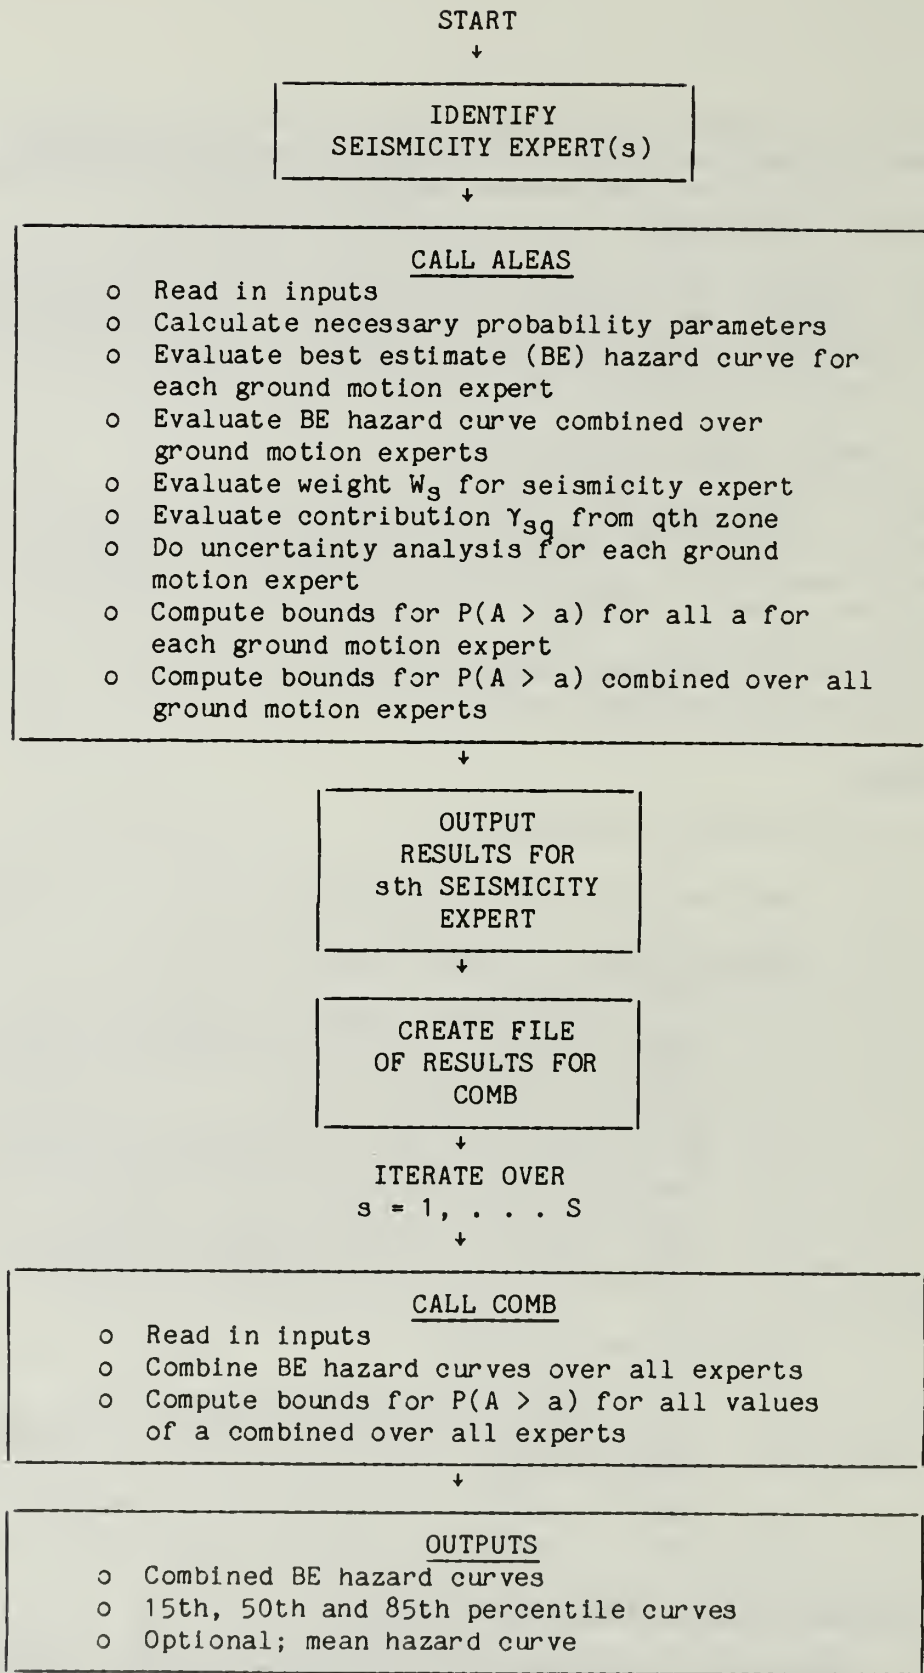 START
↓
IDENTIFY
SEISMICITY EXPERT(s)
↓
CALL ALEAS
o Read in inputs
o Calculate necessary probability parameters
o Evaluate best estimate (BE) hazard curve for
each ground motion expert
o Evaluate BE hazard curve combined over
ground motion experts
o Evaluate weight Ws for seismicity expert
o Evaluate contribution Ysq from qth zone
o Do uncertainty analysis for each ground
motion expert
o Compute bounds for P(A > a) for all a for
each ground motion expert
o Compute bounds for P(A > a) combined over all
ground motion experts
↓
OUTPUT
RESULTS FOR
sth SEISMICITY
EXPERT
↓
CREATE FILE
OF RESULTS FOR
COMB
↓
ITERATE OVER
s = 1, . . . S
↓
CALL COMB
o Read in inputs
o Combine BE hazard curves over all experts
o Compute bounds for P(A > a) for all values
of a combined over all experts
↓
OUTPUTS
o Combined BE hazard curves
o 15th, 50th and 85th percentile curves
o Optional; mean hazard curve